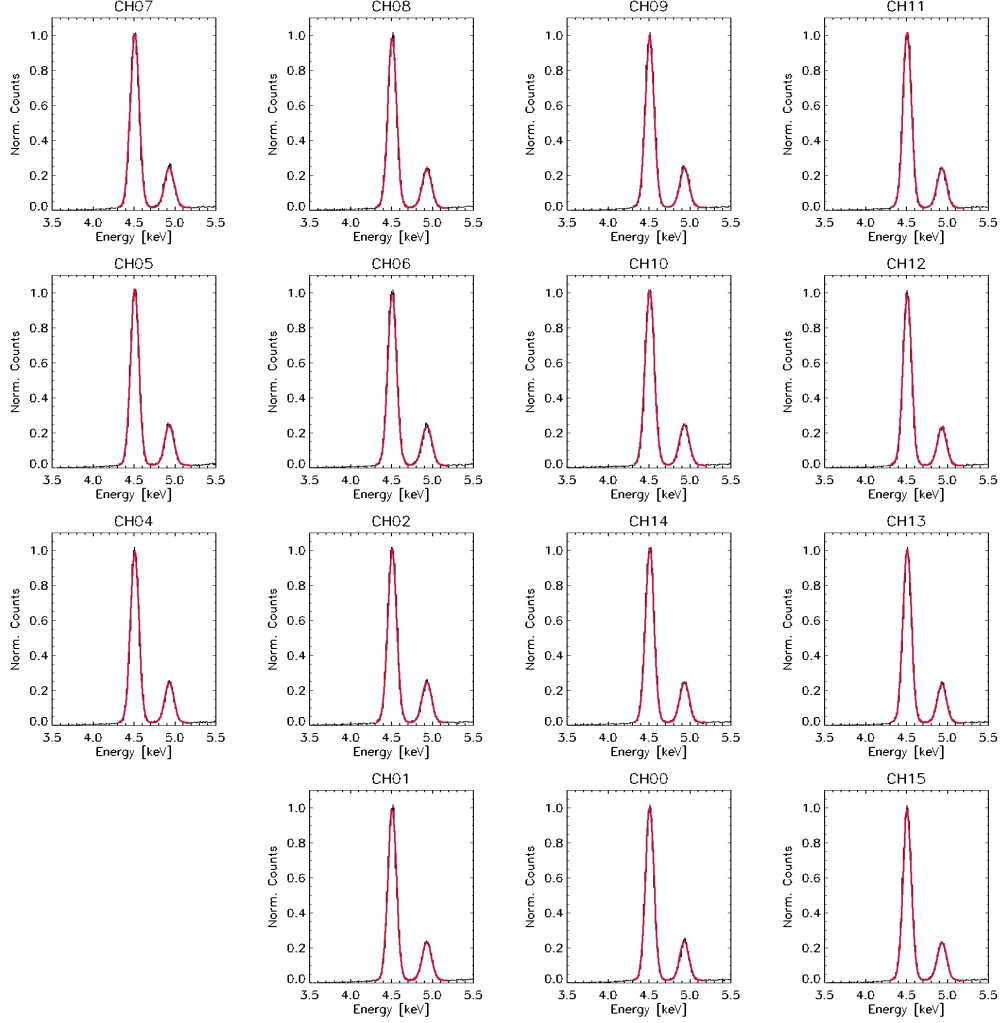 CH07 CH08 CH09 CH11
1.0 1.0 1.0 1.0
0.8 0.8 0.8 0.8
0.6 0.6 0.6 0.6
0.4 0.4 0.4 0.4
0.2 0.2 0.2 0.2
0.0 0.0 0.0 0.0
Norm. Counts Norm. Counts Norm. Counts Norm. Counts
3.5 4.0 4.5 5.0 5.5 3.5 4.0 4.5 5.0 5.5 3.5 4.0 4.5 5.0 5.5 3.5 4.0 4.5 5.0 5.5
Energy [keV] Energy [keV] Energy [keV] Energy [keV]
CH05 CH06 CH10 CH12
1.0 1.0 1.0 1.0
0.8 0.8 0.8 0.8
0.6 0.6 0.6 0.6
0.4 0.4 0.4 0.4
0.2 0.2 0.2 0.2
0.0 0.0 0.0 0.0
Norm. Counts Norm. Counts Norm. Counts Norm. Counts
3.5 4.0 4.5 5.0 5.5 3.5 4.0 4.5 5.0 5.5 3.5 4.0 4.5 5.0 5.5 3.5 4.0 4.5 5.0 5.5
Energy [keV] Energy [keV] Energy [keV] Energy [keV]
CH04 CH02 CH14 CH13
1.0 1.0 1.0 1.0
0.8 0.8 0.8 0.8
0.6 0.6 0.6 0.6
0.4 0.4 0.4 0.4
0.2 0.2 0.2 0.2
0.0 0.0 0.0 0.0
Norm. Counts Norm. Counts Norm. Counts Norm. Counts
3.5 4.0 4.5 5.0 5.5 3.5 4.0 4.5 5.0 5.5 3.5 4.0 4.5 5.0 5.5 3.5 4.0 4.5 5.0 5.5
Energy [keV] Energy [keV] Energy [keV] Energy [keV]
CH01 CH00 CH15
1.0 1.0 1.0
0.8 0.8 0.8
0.6 0.6 0.6
0.4 0.4 0.4
0.2 0.2 0.2
0.0 0.0 0.0
Norm. Counts Norm. Counts Norm. Counts
3.5 4.0 4.5 5.0 5.5 3.5 4.0 4.5 5.0 5.5 3.5 4.0 4.5 5.0 5.5
Energy [keV] Energy [keV] Energy [keV]